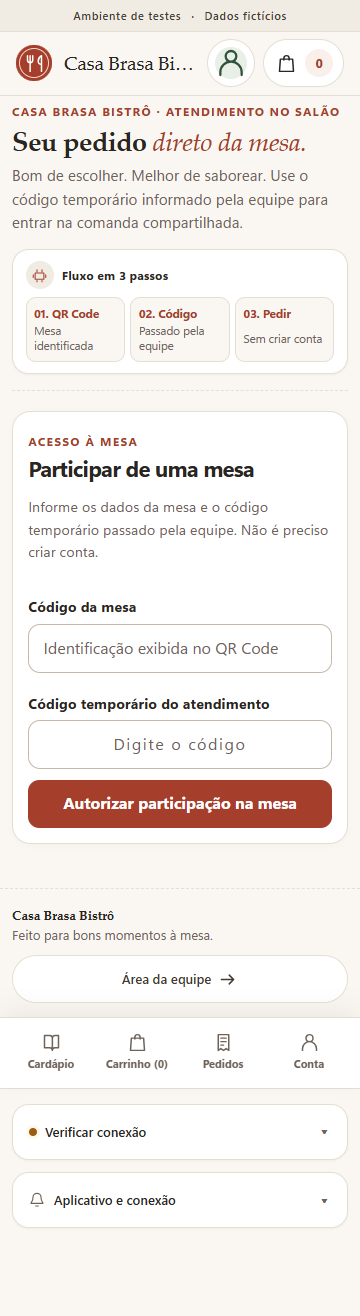 Ambiente de testes · Dados fictícios
Casa Brasa Bi...
0
CASA BRASA BISTRÔ · ATENDIMENTO NO SALÃO
Seu pedido direto da mesa.
Bom de escolher. Melhor de saborear. Use o
código temporário informado pela equipe para
entrar na comanda compartilhada.
Fluxo em 3 passos
01. QR Code
Mesa
identificada
02. Código
Passado pela
equipe
03. Pedir
Sem criar conta
ACESSO À MESA
Participar de uma mesa
Informe os dados da mesa e o código
temporário passado pela equipe. Não é preciso
criar conta.
Código da mesa
Identificação exibida no QR Code
Código temporário do atendimento
Digite o código
Autorizar participação na mesa
Casa Brasa Bistrô
Feito para bons momentos à mesa.
Área da equipe →
Cardápio
Carrinho (0)
Pedidos
Conta
Verificar conexão
Aplicativo e conexão